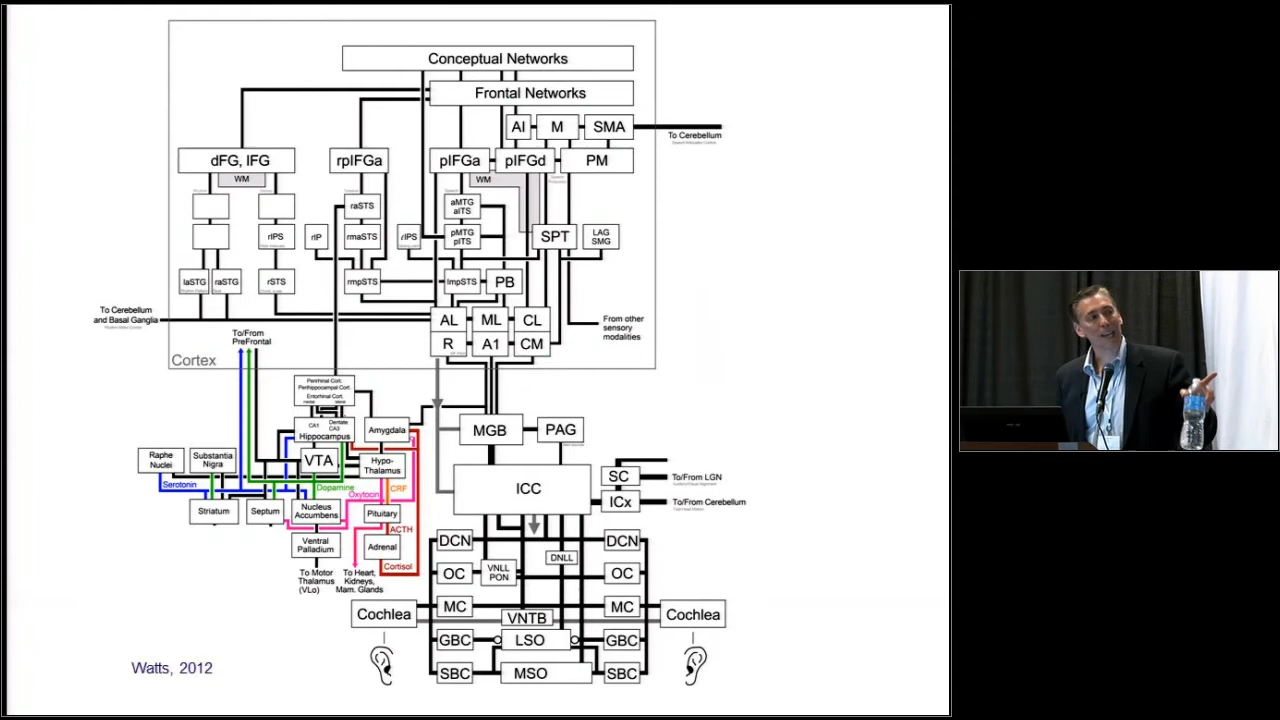 Conceptual Networks
Frontal Networks
AI
M
SMA
To Cerebellum
dFG, IFG
rpIFGa
pIFGa
pIFGd
PM
WM
WM
raSTS
aMTG
aITS
rIPS
rIP
rmaSTS
rIPS
pMTG
pITS
SPT
LAG
SMG
laSTG
raSTG
rSTS
rmpSTS
lmpSTS
PB
To Cerebellum
and Basal Ganglia
AL
ML
CL
From other
sensory
modalities
To/From
PreFrontal
R
A1
CM
Cortex
Perirhinal Cort.
Perihippocampal Cort.
Entorhinal Cort.
CA1
Dentate
CA3
Hippocampus
Amygdala
MGB
PAG
Raphe
Nuclei
Substantia
Nigra
VTA
Hypo-
Thalamus
SC
To/From LGN
Serotonin
Dopamine
Oxytocin
CRF
ICC
ICx
To/From Cerebellum
Striatum
Septum
Nucleus
Accumbens
Pituitary
ACTH
Ventral
Palladium
Adrenal
Cortisol
DCN
DNLL
DCN
OC
VNLL
PON
OC
To Motor
Thalamus
(VLo)
To Heart,
Kidneys,
Mam. Glands
Cochlea
MC
VNTB
MC
Cochlea
GBC
LSO
GBC
SBC
MSO
SBC
Watts, 2012